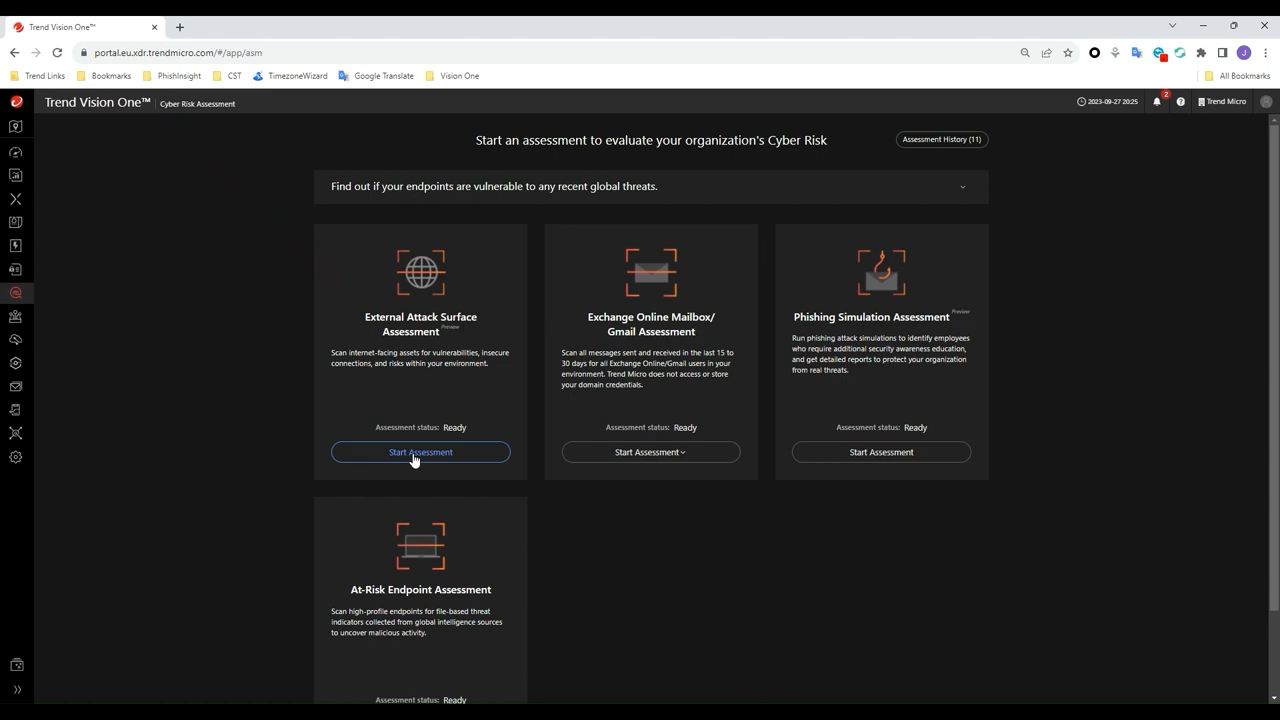 Trend Vision One™
portal.eu.xdr.trendmicro.com/#/app/asm
J
Trend Links Bookmarks PhishInsight CST TimezoneWizard Google Translate Vision One All Bookmarks
Trend Vision One™ Cyber Risk Assessment 2023-09-27 20:25 2 Trend Micro
Start an assessment to evaluate your organization's Cyber Risk Assessment History (11)
Find out if your endpoints are vulnerable to any recent global threats.
External Attack Surface
Assessment Preview
Scan internet-facing assets for vulnerabilities, insecure
connections, and risks within your environment.
Assessment status: Ready
Start Assessment
Exchange Online Mailbox/
Gmail Assessment
Scan all messages sent and received in the last 15 to
30 days for all Exchange Online/Gmail users in your
environment. Trend Micro does not access or store
your domain credentials.
Assessment status: Ready
Start Assessment
Phishing Simulation Assessment Preview
Run phishing attack simulations to identify employees
who require additional security awareness education,
and get detailed reports to protect your organization
from real threats.
Assessment status: Ready
Start Assessment
At-Risk Endpoint Assessment
Scan high-profile endpoints for file-based threat
indicators collected from global intelligence sources
to uncover malicious activity.
Assessment status: Ready